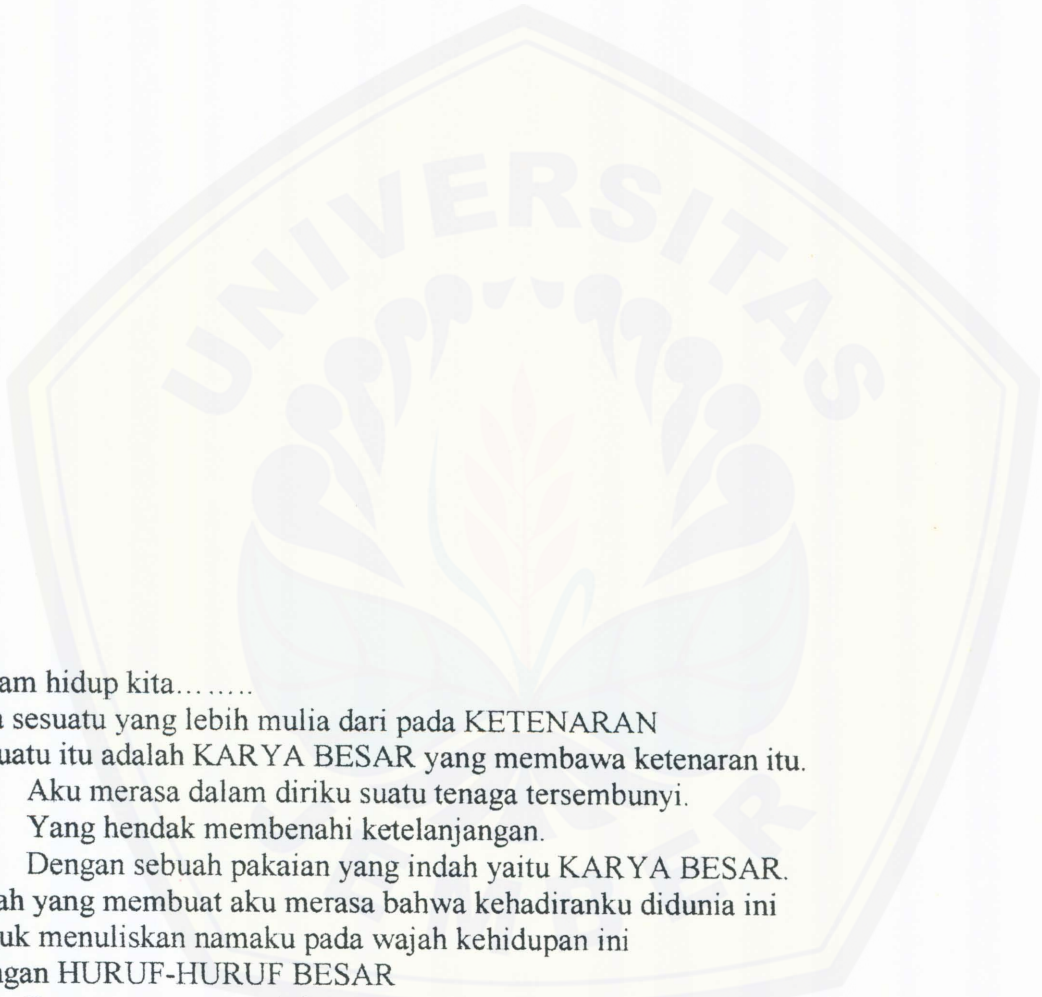 UNIVERSITAS
am hidup kita........
sesuatu yang lebih mulia dari pada KETENARAN
uatu itu adalah KARYA BESAR yang membawa ketenaran itu.
Aku merasa dalam diriku suatu tenaga tersembunyi.
Yang hendak membenahi ketelanjangan.
Dengan sebuah pakaian yang indah yaitu KARYA BESAR.
ah yang membuat aku merasa bahwa kehadiranku didunia ini
uk menuliskan namaku pada wajah kehidupan ini
ngan HURUF-HURUF BESAR